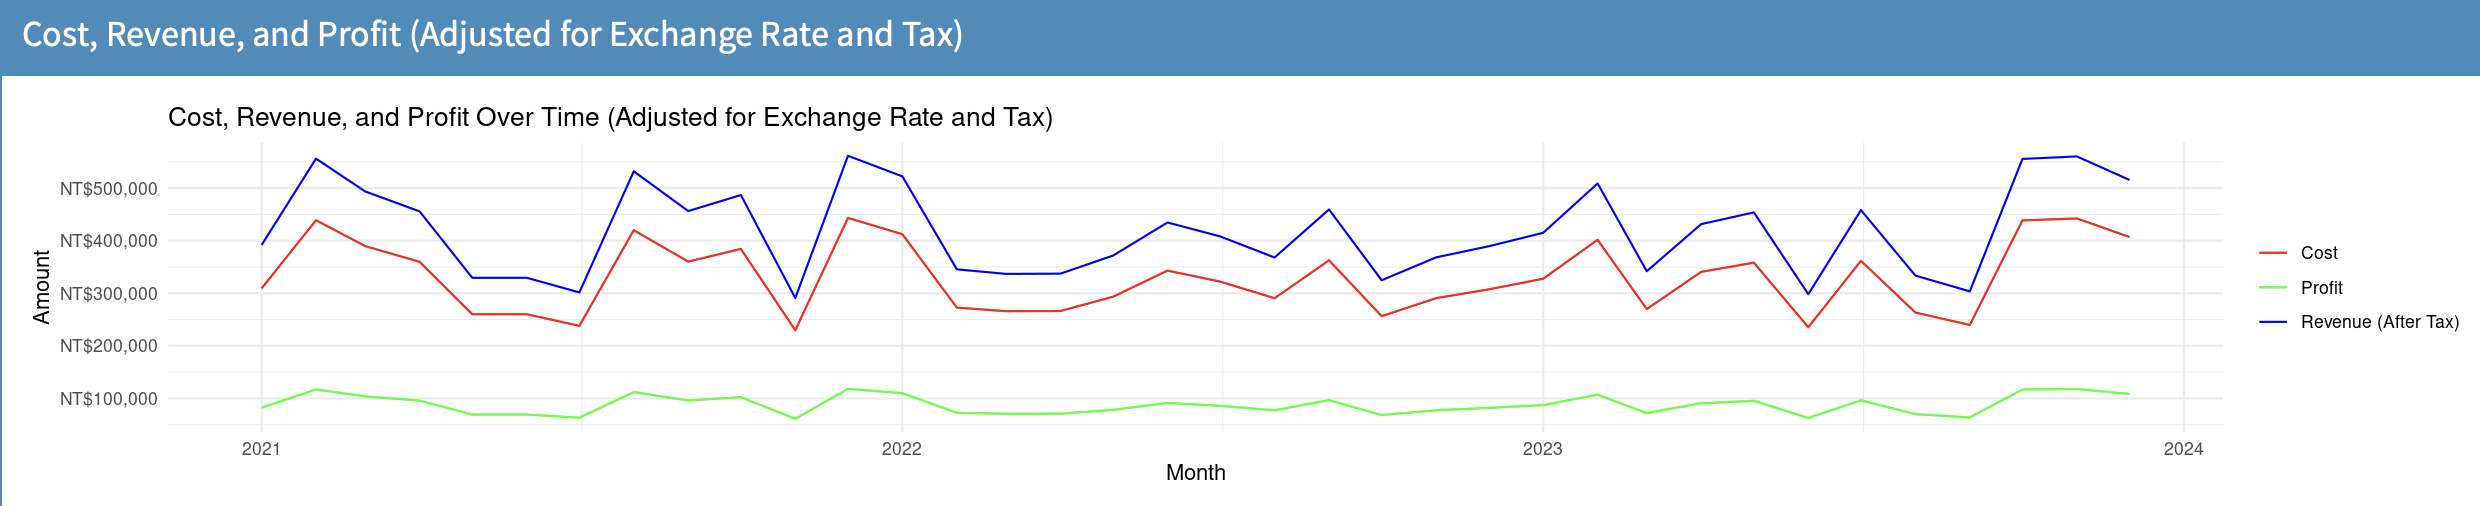 Cost, Revenue, and Profit (Adjusted for Exchange Rate and Tax)
Cost, Revenue, and Profit Over Time (Adjusted for Exchange Rate and Tax)
Amount
NT$500,000
NT$400,000
NT$300,000
NT$200,000
NT$100,000
2021
2022
2023
2024
Month
Cost
Profit
Revenue (After Tax)